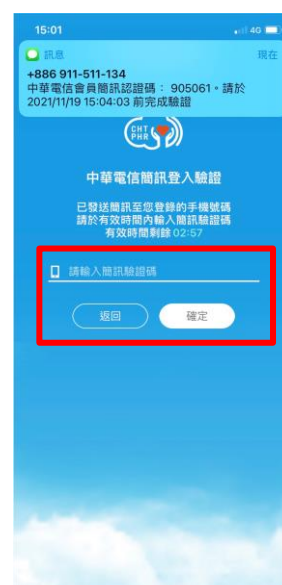 15:01
4G
訊息 現在
+886 911-511-134
中華電信會員簡訊認證碼： 905061。請於
2021/11/19 15:04:03 前完成驗證
CHT
PHR
中華電信簡訊登入驗證
已發送簡訊至您登錄的手機號碼
請於有效時間內輸入簡訊驗證碼
有效時間剩餘 02:57
請輸入簡訊驗證碼
返回 確定